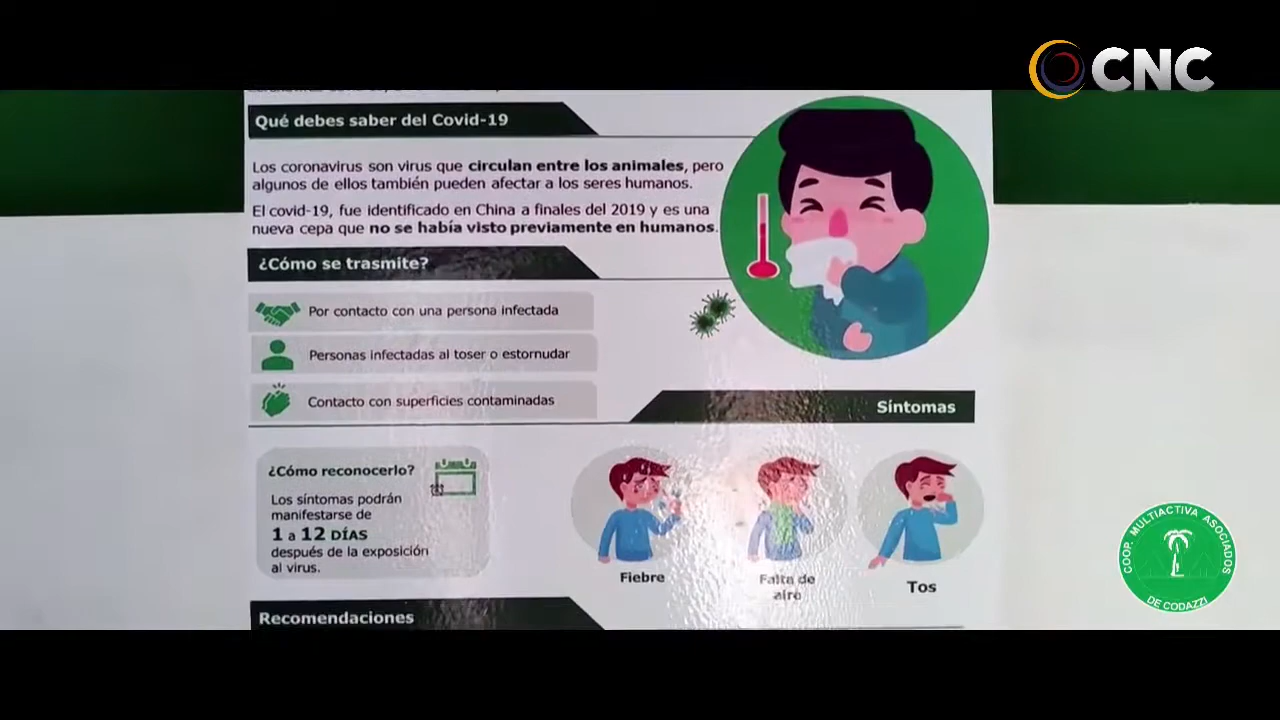 CNC
Qué debes saber del Covid-19
Los coronavirus son virus que circulan entre los animales, pero
algunos de ellos también pueden afectar a los seres humanos.
El covid-19, fue identificado en China a finales del 2019 y es una
nueva cepa que no se había visto previamente en humanos.
¿Cómo se trasmite?
Por contacto con una persona infectada
Personas infectadas al toser o estornudar
Contacto con superficies contaminadas
Síntomas
¿Cómo reconocerlo?
Los síntomas podrán
manifestarse de
1 a 12 DÍAS
después de la exposición
al virus.
Fiebre
Falta de
aire
Tos
Recomendaciones
COOP. MULTIACTIVA ASOCIADOS
DE CODAZZI